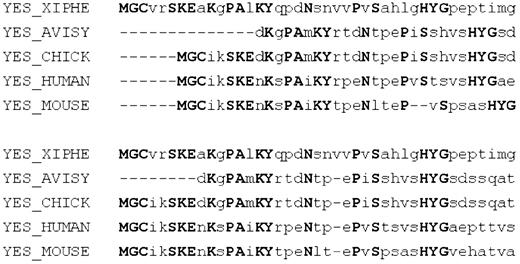 YES_XIPHE MGCvrSKEaKgPAlKYqpdNsnvvPvSahlgHYGpeptimg
YES_AVISY --------------dKgPAmKYrtdNtpePiSshvsHYGsd
YES_CHICK ------MGCikSKEdKgPAmKYrtdNtpePiSshvsHYGsd
YES_HUMAN ------MGCikSKEnKsPAiKYrpeNtpePvStsvsHYGae
YES_MOUSE ------MGCikSKEnKsPAiKYtpeNlteP--vSpsasHYG
YES_XIPHE MGCvrSKEaKgPAlKYqpdNsnvvPvSahlgHYGpeptimg
YES_AVISY --------dKgPAmKYrtdNtp-ePiSshvsHYGsdssqat
YES_CHICK MGCikSKEdKgPAmKYrtdNtp-ePiSshvsHYGsdssqat
YES_HUMAN MGCikSKEnKsPAiKYrpeNtp-ePvStsvsHYGaepttvs
YES_MOUSE MGCikSKEnKsPAiKYtpeNlt-ePvSpsasHYGvehatva